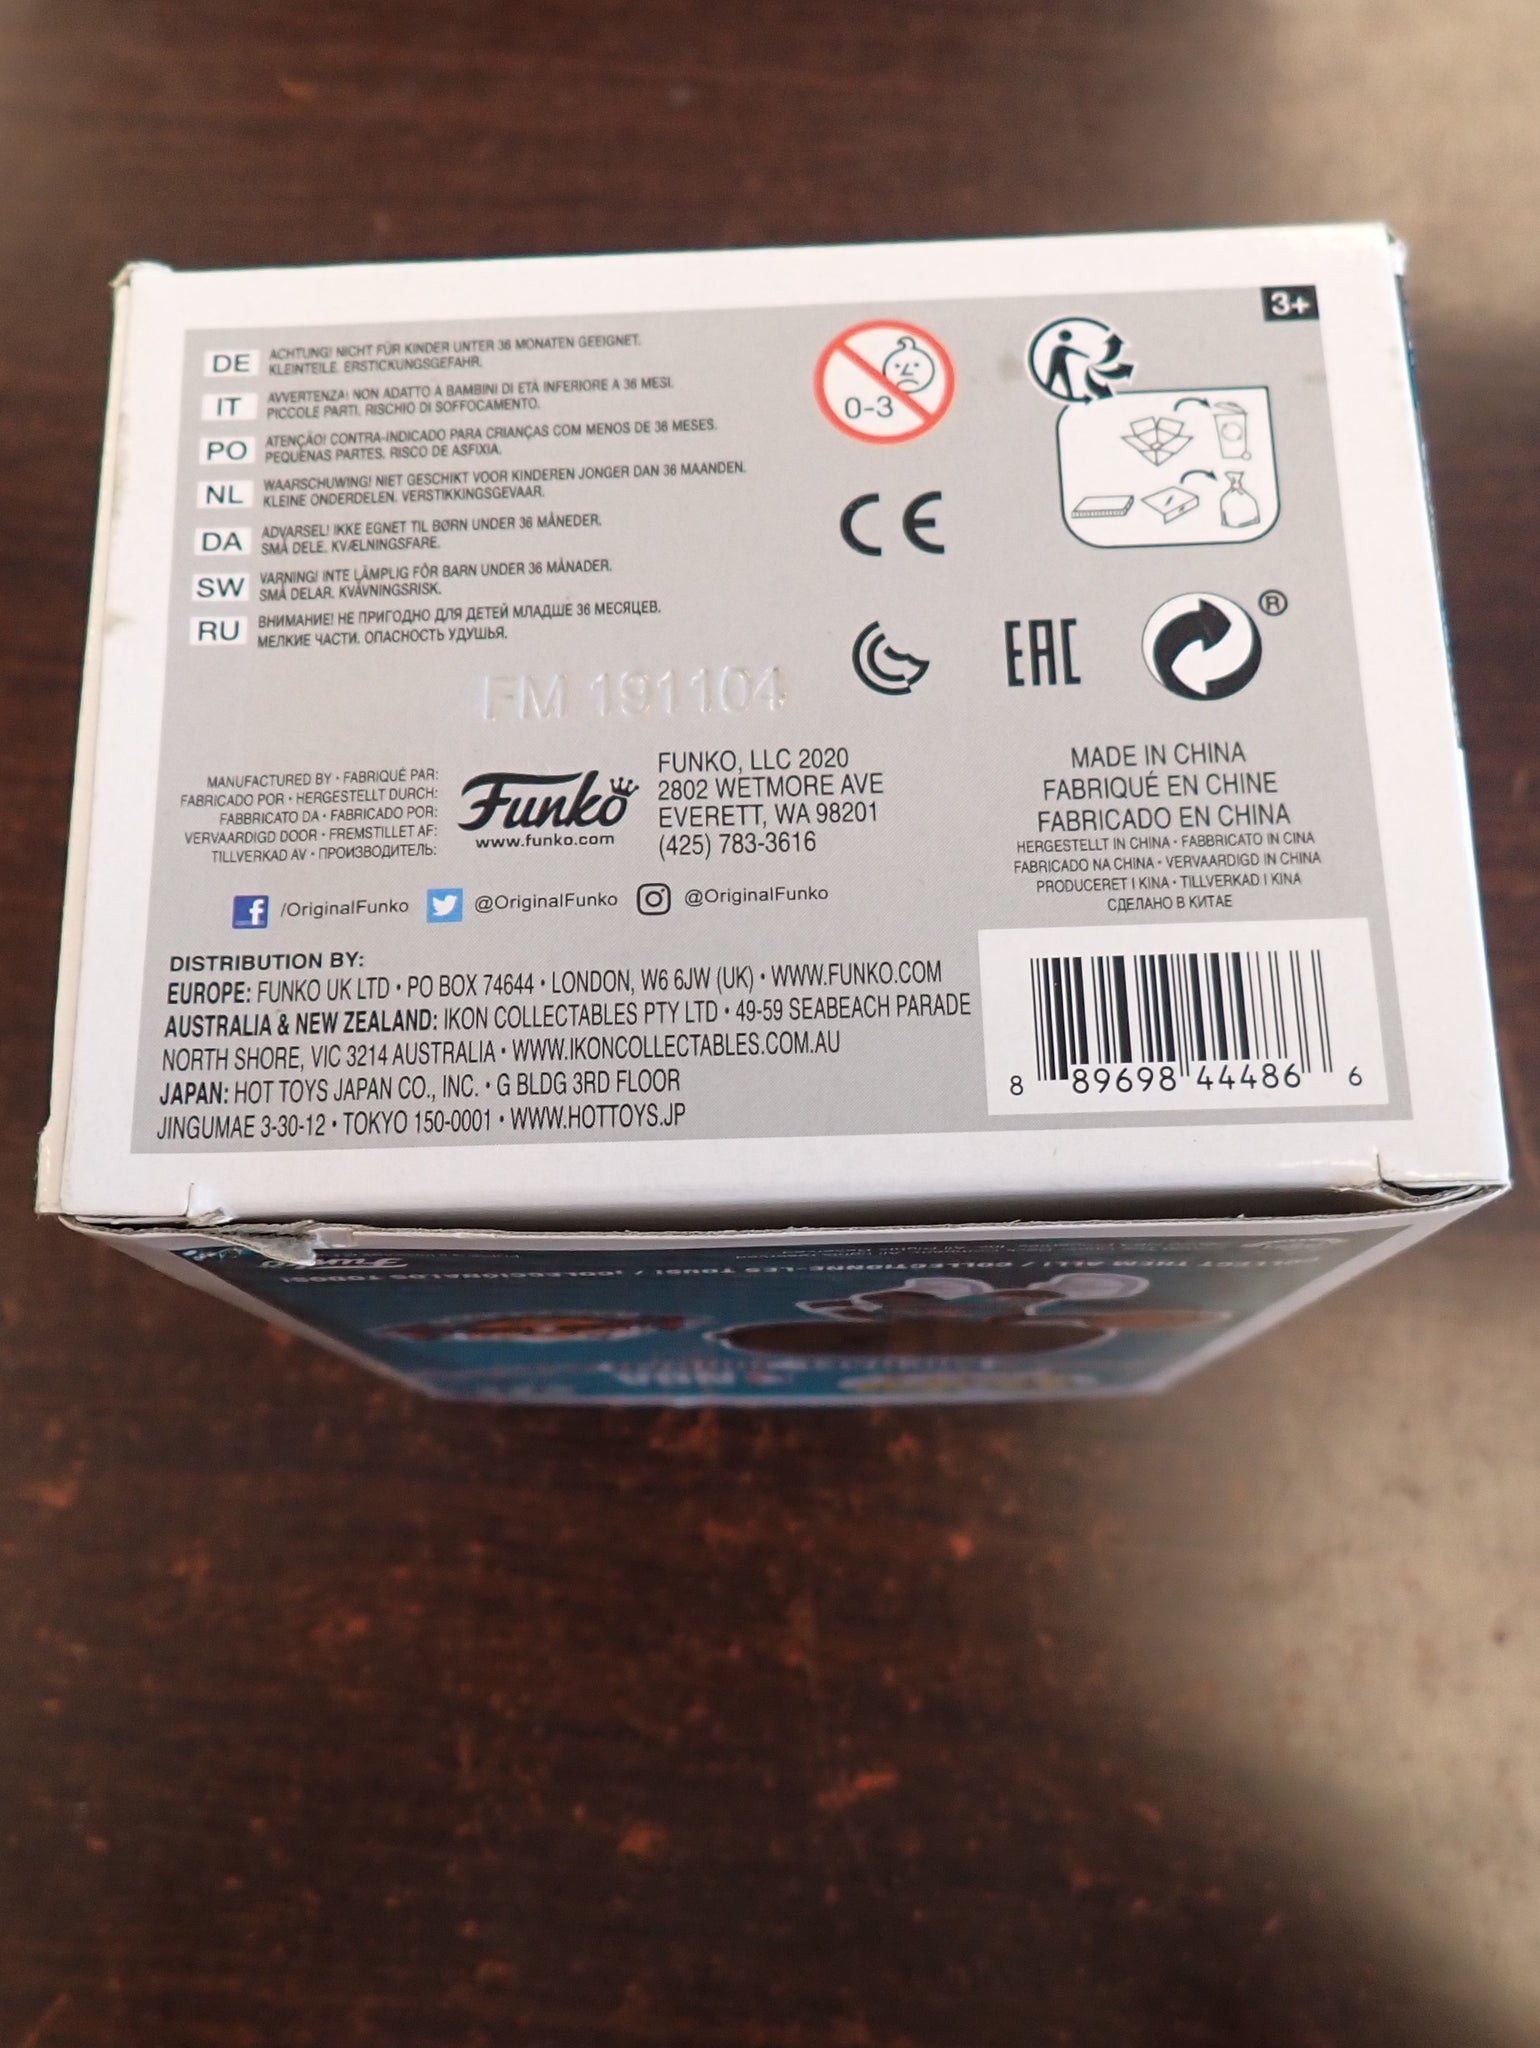 3+
DE ACHTUNG! NICHT FÜR KINDER UNTER 36 MONATEN GEEIGNET.
KLEINTEILE. ERSTICKUNGSGEFAHR.
IT AVVERTENZA! NON ADATTO A BAMBINI DI ETÀ INFERIORE A 36 MESI.
PICCOLE PARTI. RISCHIO DI SOFFOCAMENTO.
PO ATENÇÃO! CONTRA-INDICADO PARA CRIANÇAS COM MENOS DE 36 MESES.
PEQUENAS PARTES. RISCO DE ASFIXIA.
NL WAARSCHUWING! NIET GESCHIKT VOOR KINDEREN JONGER DAN 36 MAANDEN.
KLEINE ONDERDELEN. VERSTIKKINGSGEVAAR.
DA ADVARSEL! IKKE EGNET TIL BØRN UNDER 36 MÅNEDER.
SMÅ DELE. KVÆLNINGSFARE.
SW VARNING! INTE LÄMPLIG FÖR BARN UNDER 36 MÅNADER.
SMÅ DELAR. KVÄVNINGSRISK.
RU ВНИМАНИЕ! НЕ ПРИГОДНО ДЛЯ ДЕТЕЙ МЛАДШЕ 36 МЕСЯЦЕВ.
МЕЛКИЕ ЧАСТИ. ОПАСНОСТЬ УДУШЬЯ.
0-3
CE
EAC
®
FM 191104
MANUFACTURED BY • FABRIQUÉ PAR:
FABRICADO POR • HERGESTELLT DURCH:
FABBRICATO DA • FABRICADO POR:
VERVAARDIGD DOOR • FREMSTILLET AF:
TILLVERKAD AV • ПРОИЗВОДИТЕЛЬ:
Funko
www.funko.com
FUNKO, LLC 2020
2802 WETMORE AVE
EVERETT, WA 98201
(425) 783-3616
MADE IN CHINA
FABRIQUÉ EN CHINE
FABRICADO EN CHINA
HERGESTELLT IN CHINA • FABBRICATO IN CINA
FABRICADO NA CHINA • VERVAARDIGD IN CHINA
PRODUCERET I KINA • TILLVERKAD I KINA
СДЕЛАНО В КИТАЕ
f /OriginalFunko @OriginalFunko @OriginalFunko
DISTRIBUTION BY:
EUROPE: FUNKO UK LTD • PO BOX 74644 • LONDON, W6 6JW (UK) • WWW.FUNKO.COM
AUSTRALIA & NEW ZEALAND: IKON COLLECTABLES PTY LTD • 49-59 SEABEACH PARADE
NORTH SHORE, VIC 3214 AUSTRALIA • WWW.IKONCOLLECTABLES.COM.AU
JAPAN: HOT TOYS JAPAN CO., INC. • G BLDG 3RD FLOOR
JINGUMAE 3-30-12 • TOKYO 150-0001 • WWW.HOTTOYS.JP
8 89698 44486 6
COLLECT THEM ALL! / COLLECTIONNE-LES TOUS! / ¡COLECCIÓNALOS TODOS!
Funko